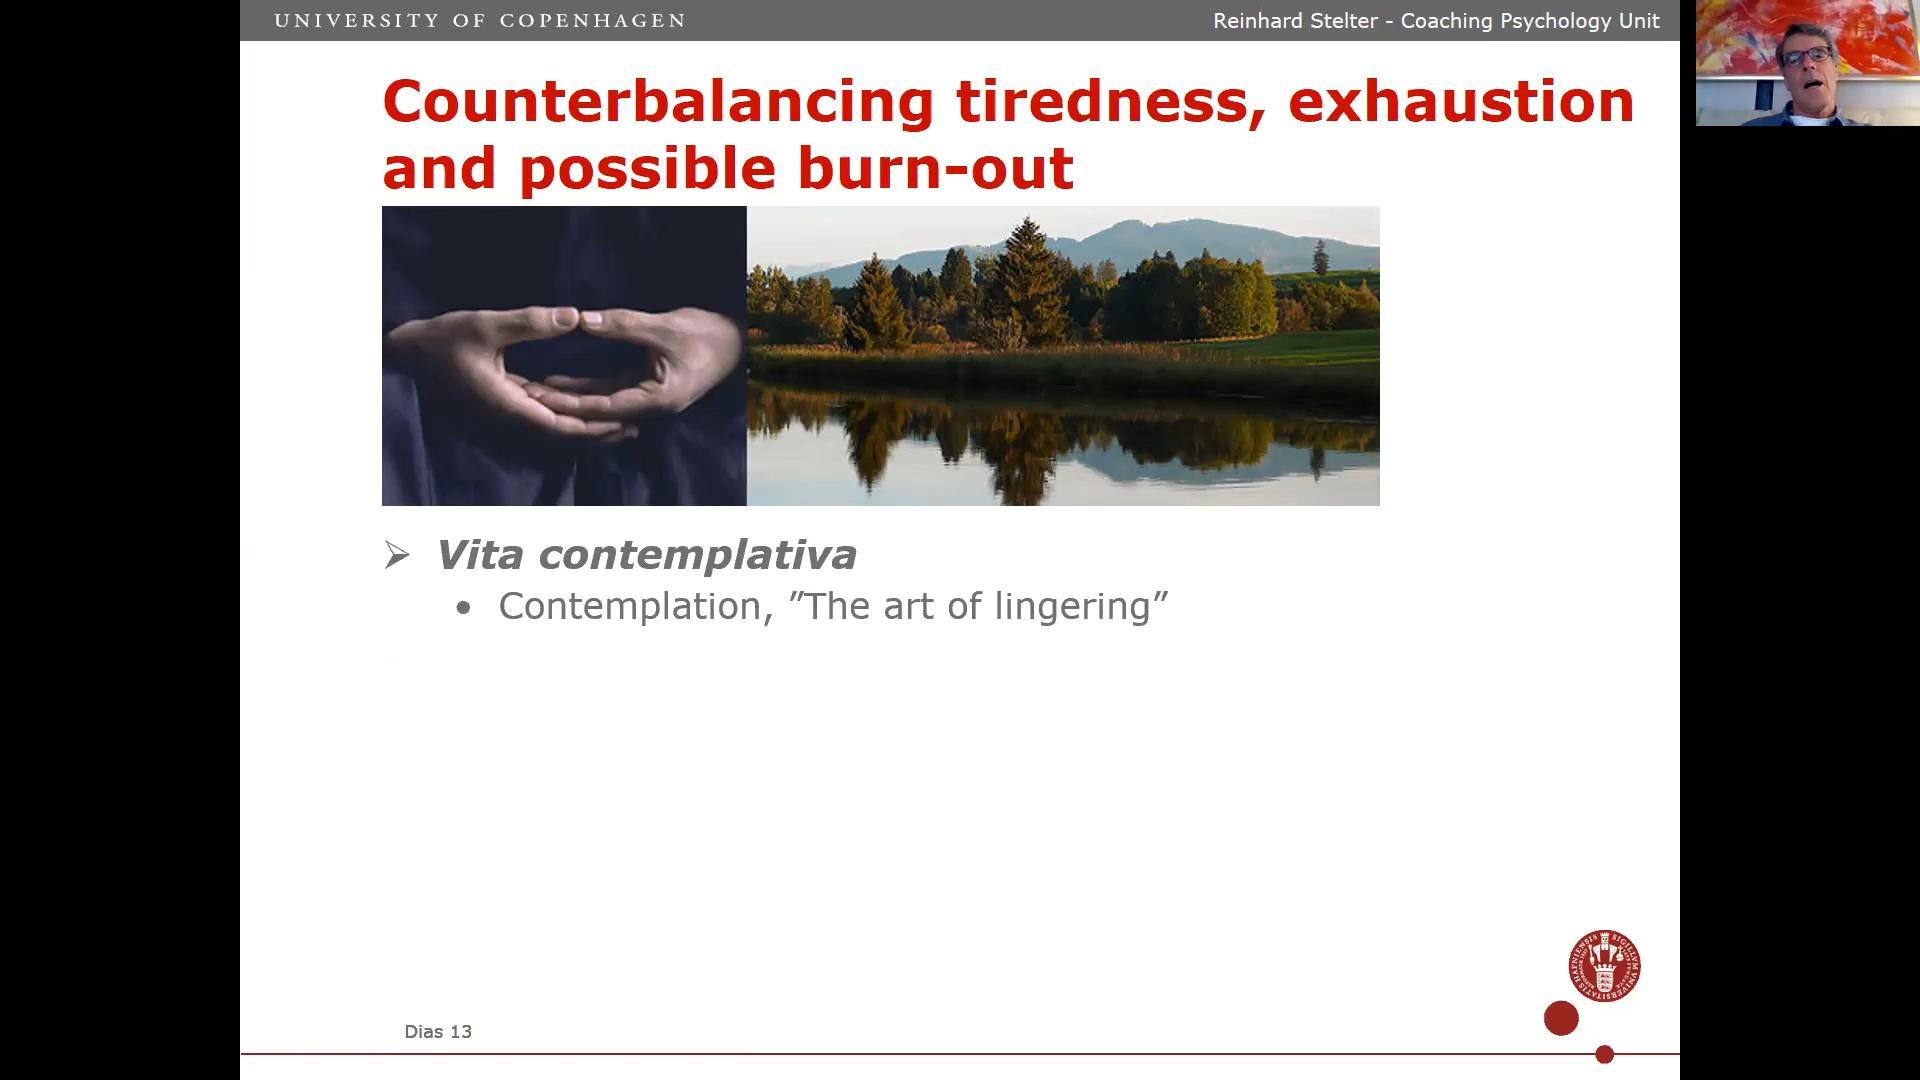 UNIVERSITY OF COPENHAGEN
Reinhard Stelter - Coaching Psychology Unit
Counterbalancing tiredness, exhaustion
and possible burn-out
Vita contemplativa
Contemplation, ”The art of lingering”
Dias 13